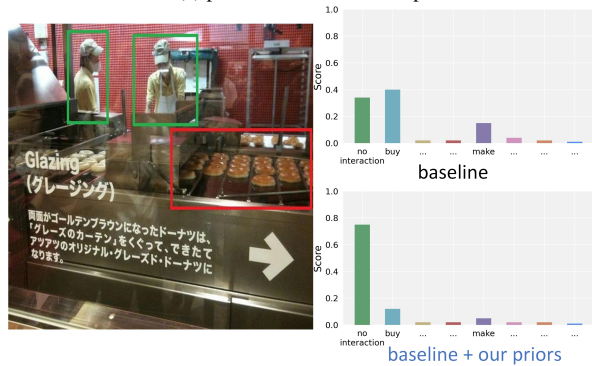 Glazing
(グレージング)
両面がゴールデンブラウンになったドーナツは、
「グレーズのカーテン」をくぐって、できたて
アツアツのオリジナル・グレーズド・ドーナツに
なります。
1.0
0.8
0.6
0.4
0.2
0.0
Score
no
interaction
buy
...
...
make
...
...
...
baseline
1.0
0.8
0.6
0.4
0.2
0.0
Score
no
interaction
buy
...
...
make
...
...
...
baseline + our priors